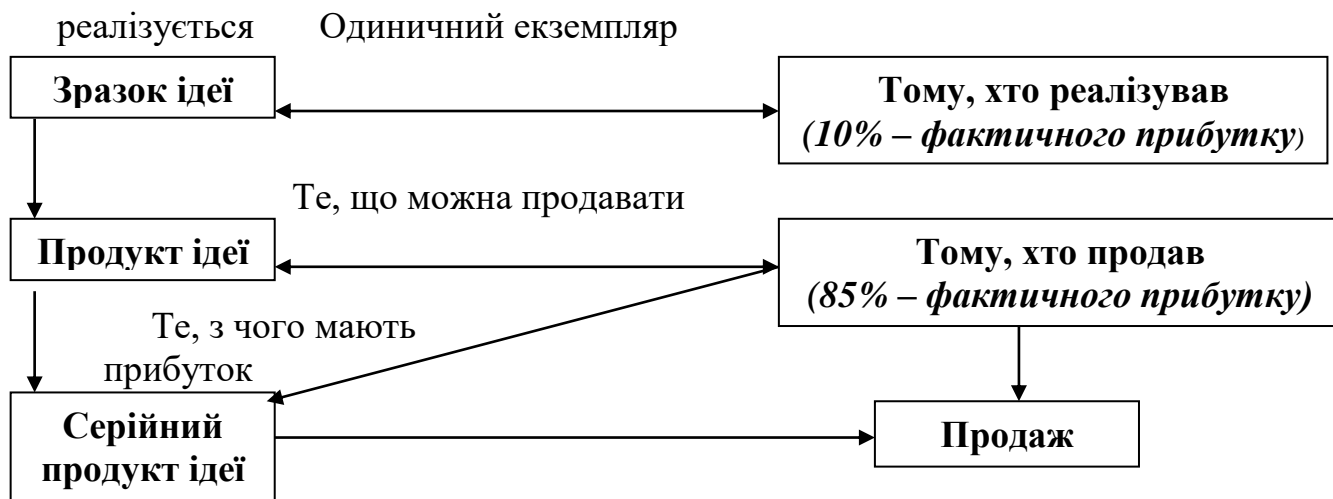 реалізується Одиничний екземпляр
Зразок ідеї
Тому, хто реалізував
(10% – фактичного прибутку)
Те, що можна продавати
Продукт ідеї
Тому, хто продав
(85% – фактичного прибутку)
Те, з чого мають
прибуток
Серійний
продукт ідеї
Продаж